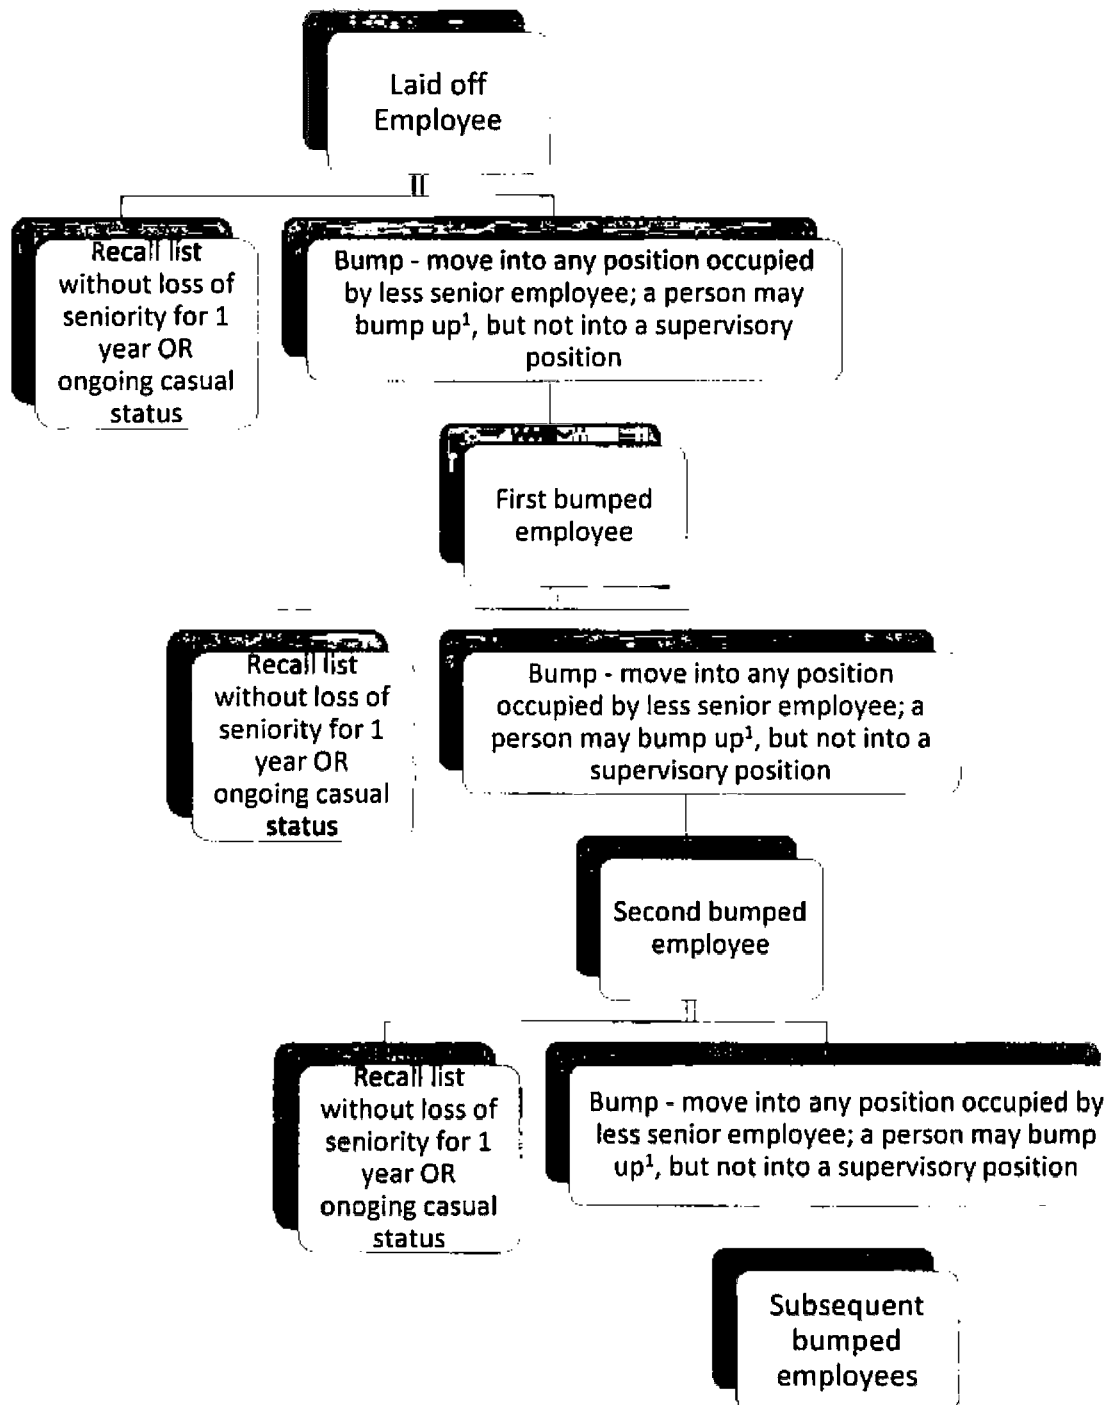 Laid off
Employee
Recall list
without loss of
seniority for 1
year OR
ongoing casual
status
Bump - move into any position occupied
by less senior employee; a person may
bump up¹, but not into a supervisory
position
First bumped
employee
Recall list
without loss of
seniority for 1
year OR
ongoing casual
status
Bump - move into any position
occupied by less senior employee; a
person may bump up¹, but not into a
supervisory position
Second bumped
employee
Recall list
without loss of
seniority for 1
year OR
onoging casual
status
Bump - move into any position occupied by
less senior employee; a person may bump
up¹, but not into a supervisory position
Subsequent
bumped
employees